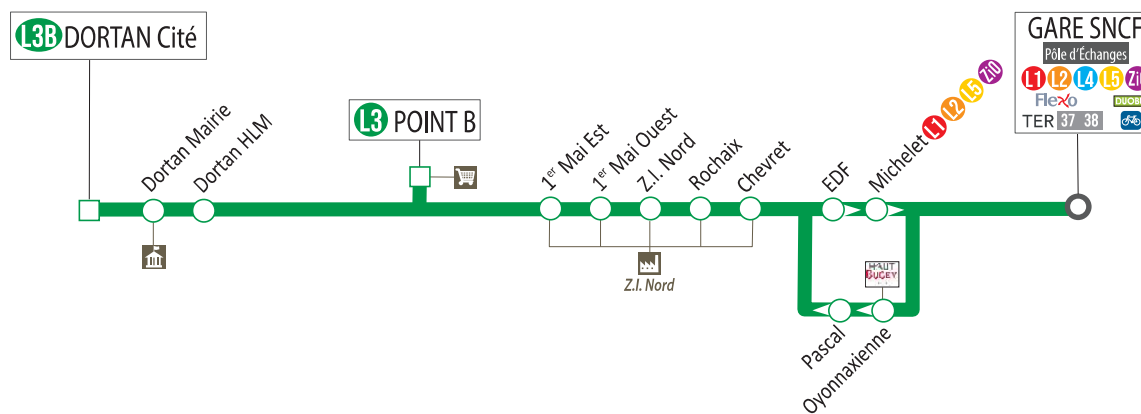 L3B DORTAN Cité
Dortan Mairie
Dortan HLM
L3 POINT B
1er Mai Est
1er Mai Ouest
Z.I. Nord
Rochaix
Chevret
Z.I. Nord
EDF
Michelet L1 L2 L5 ZiO
HAUT
BUGEY
Pascal
Oyonnaxienne
GARE SNCF
Pôle d'Échanges
L1 L2 L4 L5
Flexo
TER 37 38